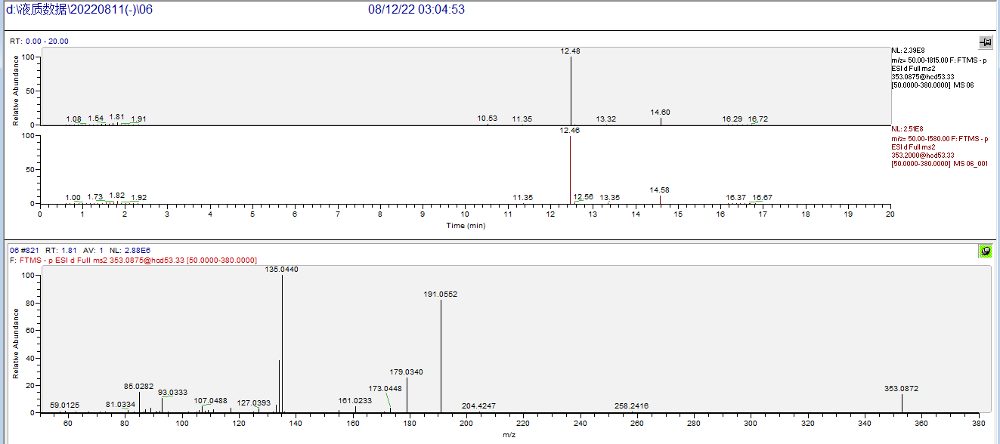 d:\液质数据\20220811(-)\06 08/12/22 03:04:53
RT: 0.00 - 20.00
NL: 2.39E8
m/z= 50.00-1815.00 F: FTMS - p
ESI d Full ms2
353.0875@hcd53.33
[50.0000-380.0000] MS 06
Relative Abundance
100
50
0
1.08 1.54 1.81 1.91 10.53 11.35 12.48 13.32 14.60 16.29 16.72
NL: 2.51E8
m/z= 50.00-1580.00 F: FTMS - p
ESI d Full ms2
353.2000@hcd53.33
[50.0000-380.0000] MS 06_001
100
50
0
1.00 1.73 1.82 1.92 11.35 12.46 12.56 13.35 14.58 16.37 16.67
0 1 2 3 4 5 6 7 8 9 10 11 12 13 14 15 16 17 18 19 20
Time (min)
06 #821 RT: 1.81 AV: 1 NL: 2.88E6
F: FTMS - p ESI d Full ms2 353.0875@hcd53.33 [50.0000-380.0000]
Relative Abundance
100
80
60
40
20
0
59.0125 81.0334 85.0282 93.0333 107.0488 127.0393 135.0440 161.0233 173.0448 179.0340 191.0552 204.4247 258.2416 353.0872
60 80 100 120 140 160 180 200 220 240 260 280 300 320 340 360 380
m/z